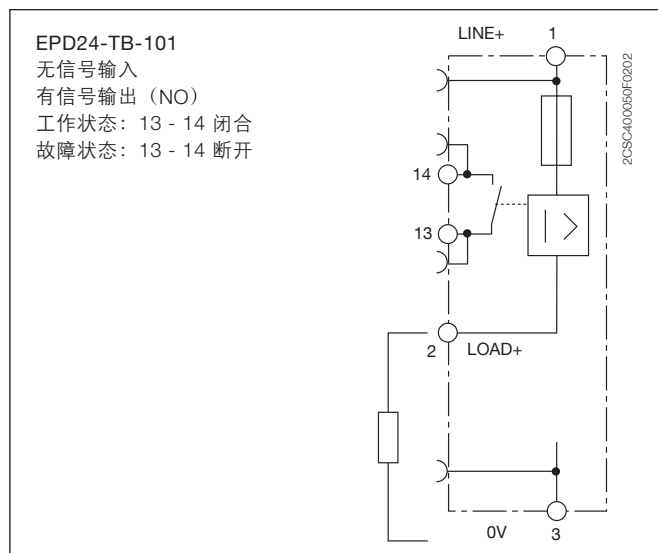 EPD24-TB-101
无信号输入
有信号输出（NO）
工作状态：13 - 14 闭合
故障状态：13 - 14 断开
LINE+
1
2CSC400050F0202
14
13
I >
2
LOAD+
0V
3